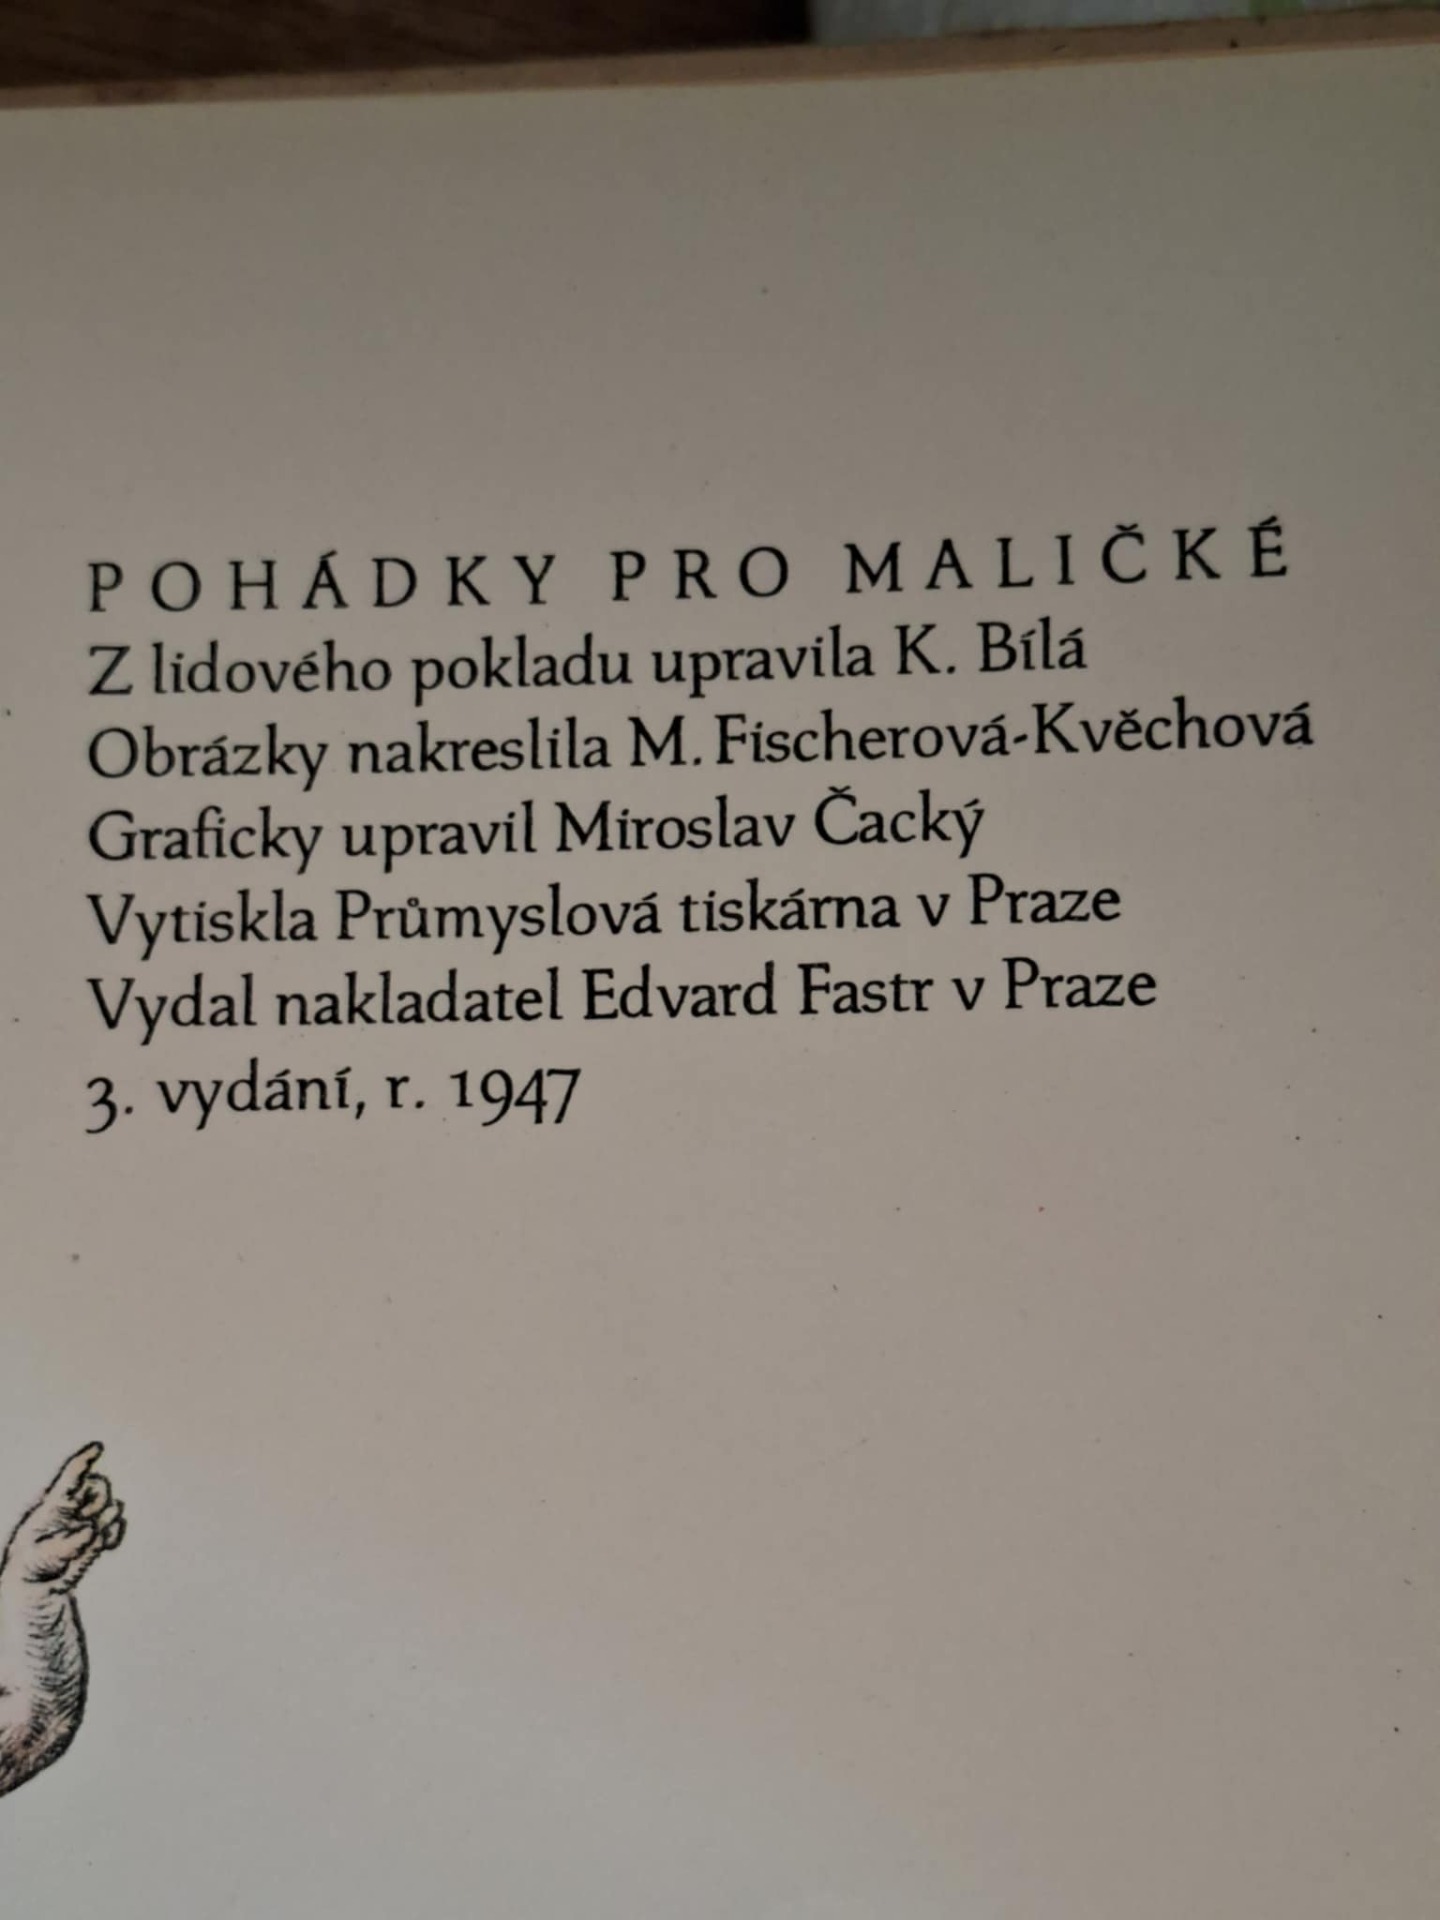 POHÁDKY PRO MALIČKÉ
Z lidového pokladu upravila K. Bílá
Obrázky nakreslila M. Fischerová-Kvěchová
Graficky upravil Miroslav Čacký
Vytiskla Průmyslová tiskárna v Praze
Vydal nakladatel Edvard Fastr v Praze
3. vydání, r. 1947